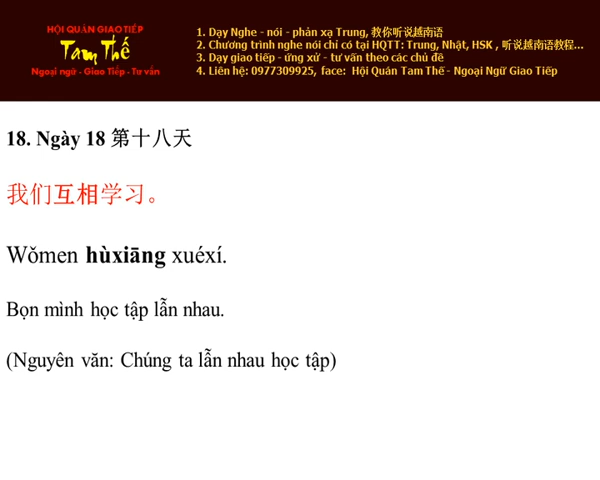 HỘI QUÁN GIAO TIẾP
Tam Thế
Ngoại ngữ - Giao Tiếp - Tư vấn
1. Dạy Nghe - nói - phản xạ Trung, 教你听说越南语
2. Chương trình nghe nói chỉ có tại HQTT: Trung, Nhật, HSK , 听说越南语教程...
3. Dạy giao tiếp - ứng xử - tư vấn theo các chủ đề
4. Liên hệ: 0977309925, face: Hội Quán Tam Thế - Ngoại Ngữ Giao Tiếp
18. Ngày 18 第十八天
我们互相学习。
Wǒmen hùxiāng xuéxí.
Bọn mình học tập lẫn nhau.
(Nguyên văn: Chúng ta lẫn nhau học tập)